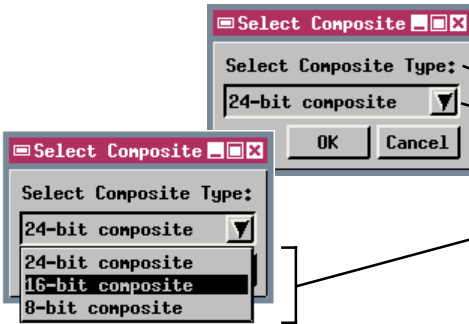 Select Composite
Select Composite Type:
24-bit composite
OK Cancel
Select Composite
Select Composite Type:
24-bit composite
24-bit composite
16-bit composite
8-bit composite